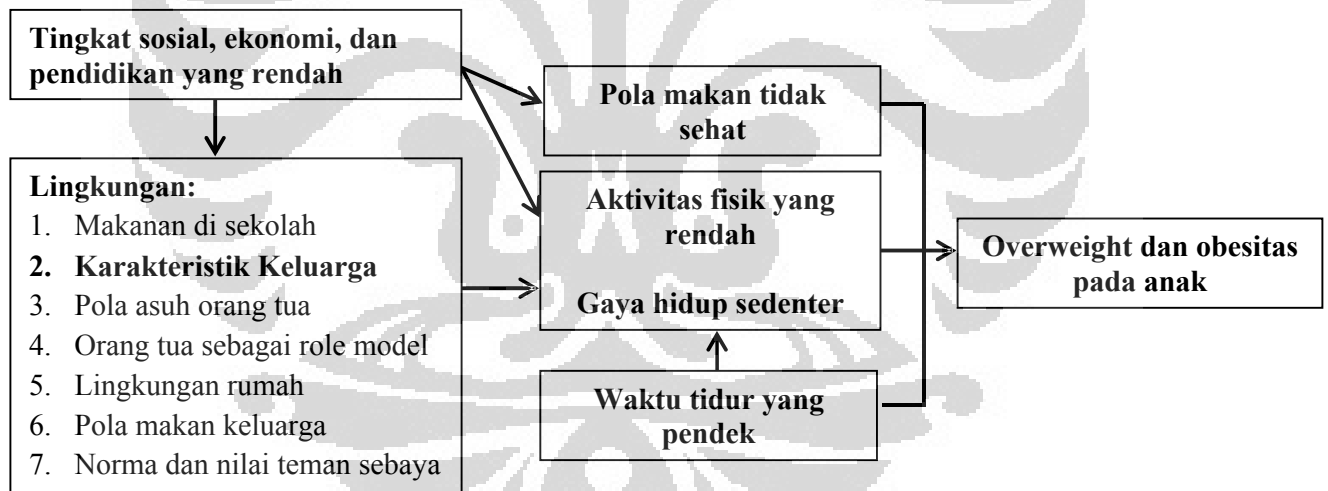 Tingkat sosial, ekonomi, dan
pendidikan yang rendah
Lingkungan:
1. Makanan di sekolah
2. Karakteristik Keluarga
3. Pola asuh orang tua
4. Orang tua sebagai role model
5. Lingkungan rumah
6. Pola makan keluarga
7. Norma dan nilai teman sebaya
Pola makan tidak
sehat
Aktivitas fisik yang
rendah
Gaya hidup sedenter
Waktu tidur yang
pendek
Overweight dan obesitas
pada anak